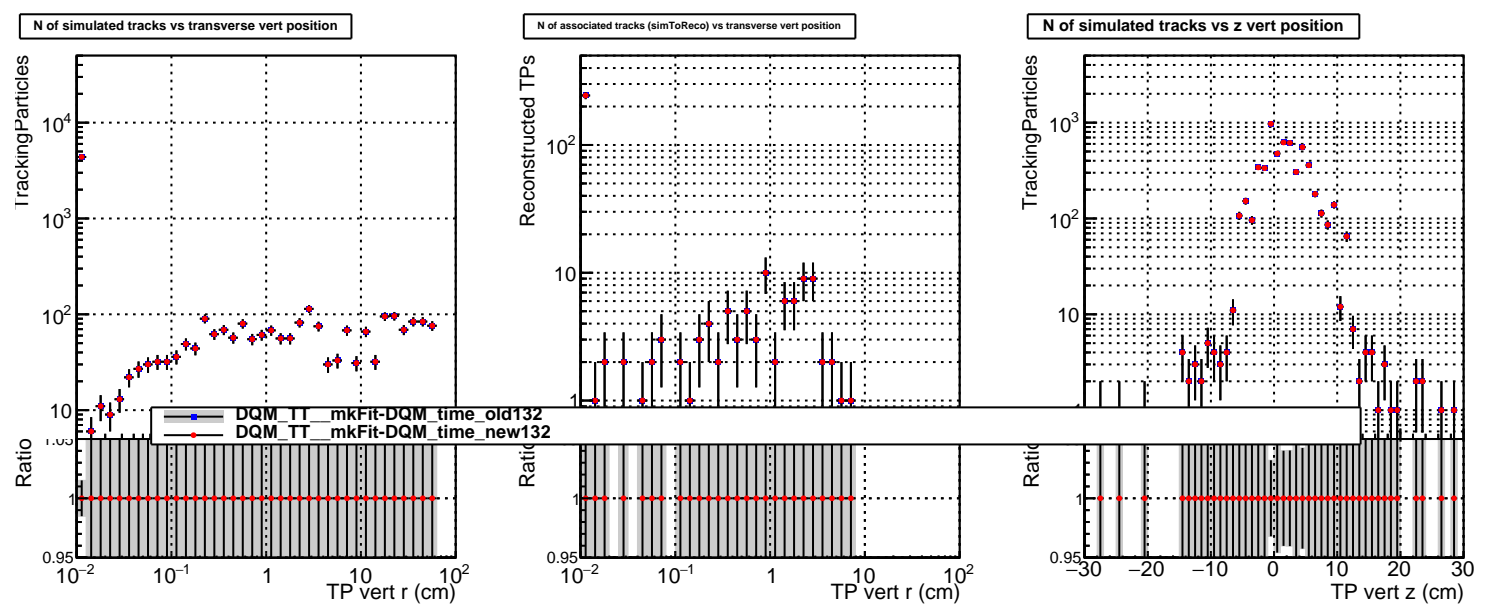 N of simulated tracks vs transverse vert position
N of associated tracks (simToReco) vs transverse vert position
N of simulated tracks vs z vert position
TrackingParticles
10⁴
10³
10²
10
Reconstructed TPs
10²
10
1
TrackingParticles
10³
10²
10
DQM_TT__mkFit-DQM_time_old132
DQM_TT__mkFit-DQM_time_new132
Ratio
1
0.95
10⁻² 10⁻¹ 1 10 10²
TP vert r (cm)
Ratio
1
0.95
10⁻² 10⁻¹ 1 10 10²
TP vert r (cm)
Ratio
1
0.95
−30 −20 −10 0 10 20 30
TP vert z (cm)